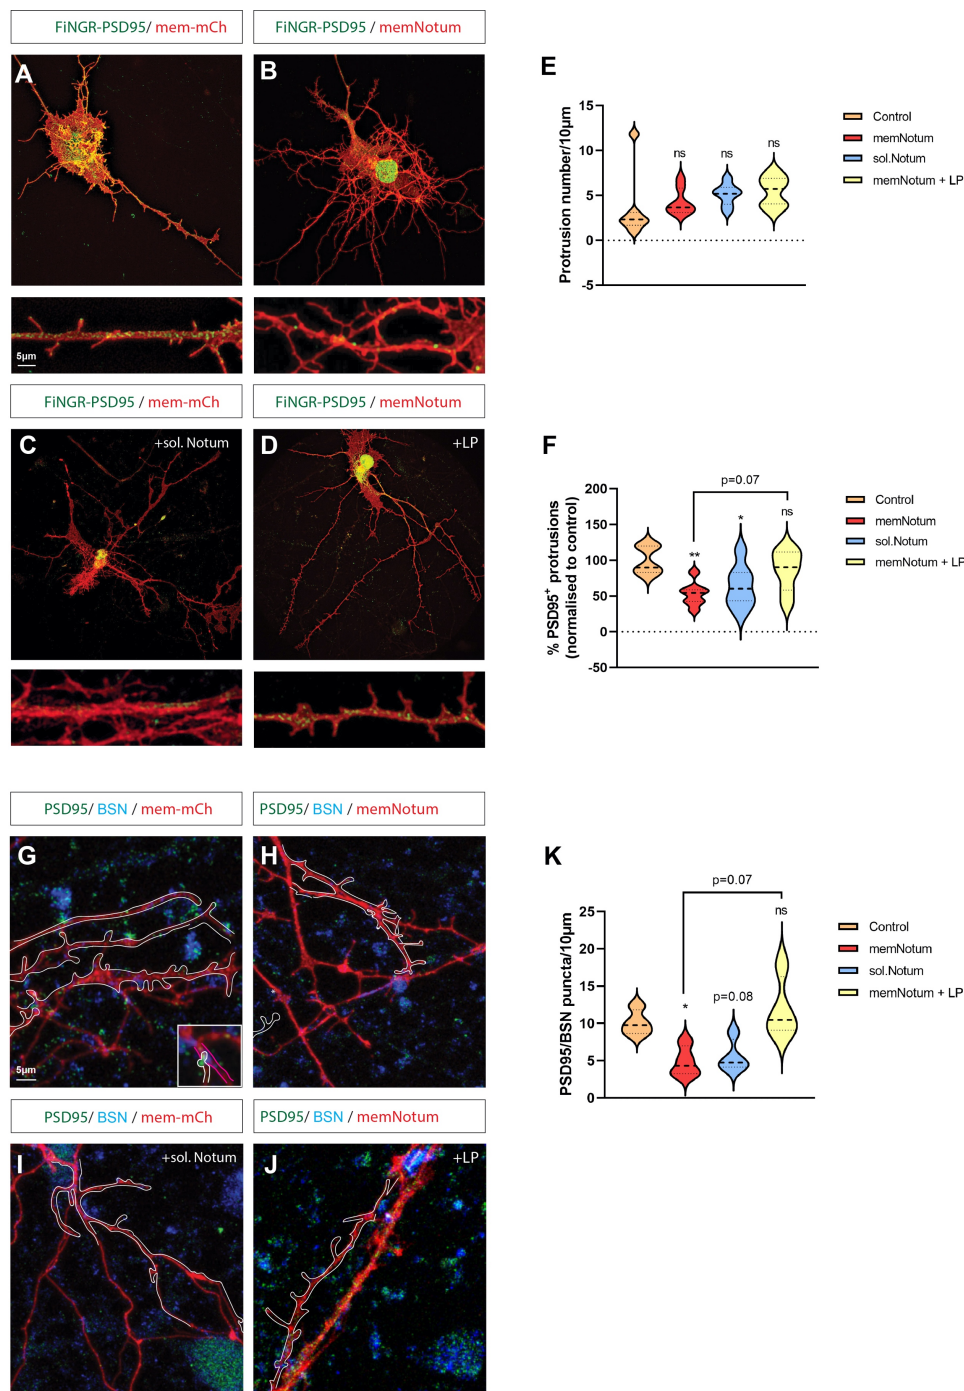 FiNGR-PSD95/ mem-mCh
FiNGR-PSD95 / memNotum
A
B
5µm
FiNGR-PSD95 / mem-mCh
FiNGR-PSD95 / memNotum
C
+sol. Notum
D
+LP
E
Protrusion number/10µm
15
10
5
0
-5
ns
ns
ns
Control
memNotum
sol.Notum
memNotum + LP
F
% PSD95+ protrusions
(normalised to control)
200
150
100
50
0
-50
p=0.07
**
*
ns
Control
memNotum
sol.Notum
memNotum + LP
PSD95/ BSN / mem-mCh
PSD95/ BSN / memNotum
G
5µm
H
PSD95/ BSN / mem-mCh
PSD95/ BSN / memNotum
I
+sol. Notum
J
+LP
K
PSD95/BSN puncta/10µm
25
20
15
10
5
0
p=0.07
*
p=0.08
ns
Control
memNotum
sol.Notum
memNotum + LP